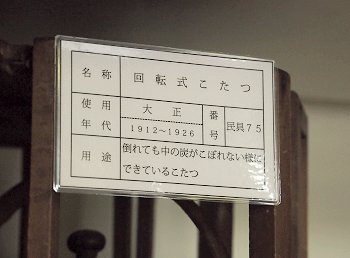 名称 回転式こたつ
使用年代 大正 1912～1926 番号 民具75
用途 倒れても中の炭がこぼれない様に
できているこたつ